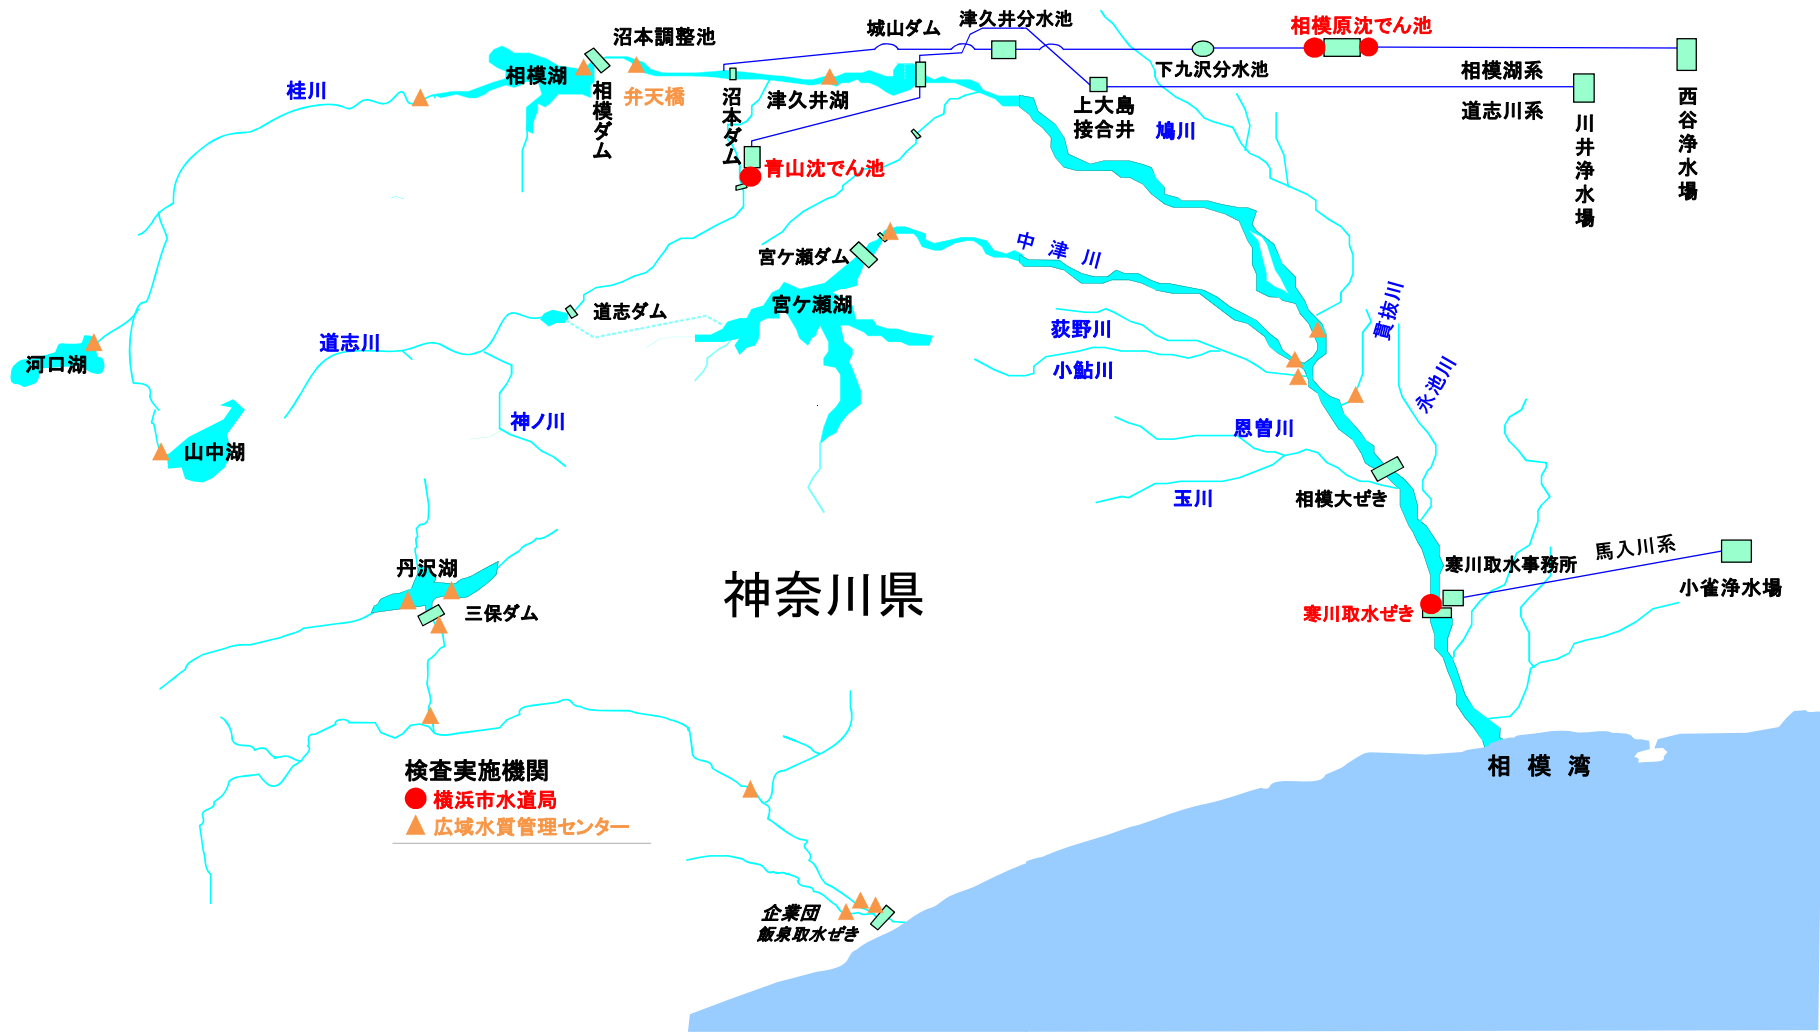 津久井分水池
相模原沈でん池
城山ダム
沼本調整池
下九沢分水池
相模湖系
相模湖
桂川
弁天橋
相模ダム
沼本ダム
津久井湖
上大島
接合井
鳩川
道志川系
川井浄水場
西谷浄水場
青山沈でん池
中津川
宮ケ瀬ダム
宮ケ瀬湖
道志ダム
道志川
荻野川
小鮎川
貫抜川
永池川
河口湖
神ノ川
恩曽川
山中湖
玉川
相模大ぜき
丹沢湖
三保ダム
神奈川県
寒川取水事務所
馬入川系
小雀浄水場
寒川取水ぜき
相模湾
検査実施機関
横浜市水道局
広域水質管理センター
企業団
飯泉取水ぜき